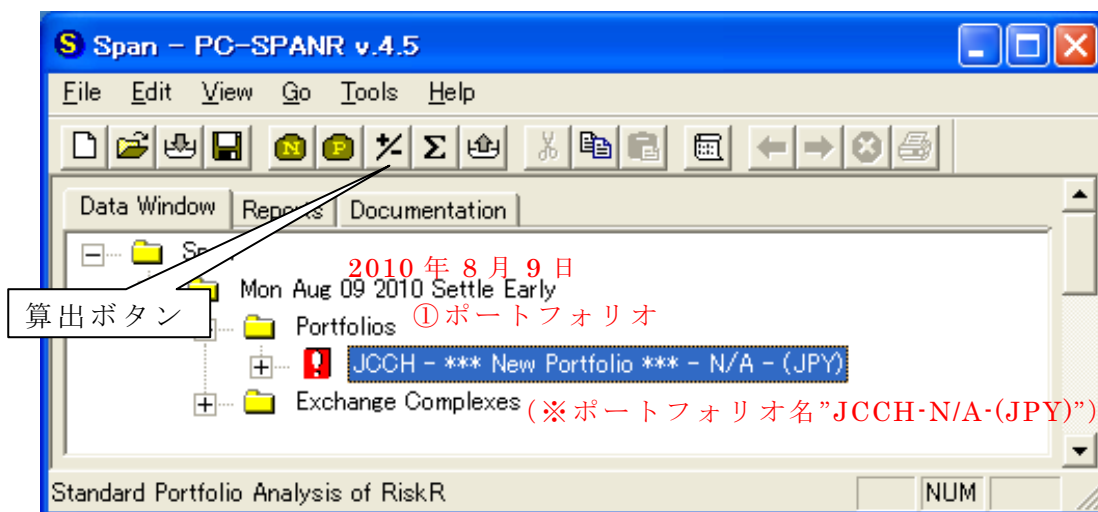 Span - PC-SPANR v.4.5
File Edit View Go Tools Help
N P +/- Σ
Data Window Reports Documentation
2010年8月9日
Mon Aug 09 2010 Settle Early
算出ボタン
①ポートフォリオ
Portfolios
JCCH - *** New Portfolio *** - N/A - (JPY)
Exchange Complexes
(※ポートフォリオ名”JCCH-N/A-(JPY)”)
Standard Portfolio Analysis of RiskR
NUM